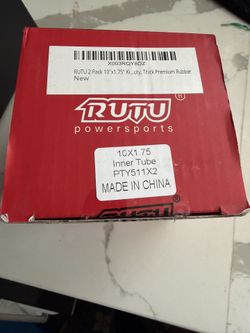 X003RQY8DZ
RUTU 2 Pack 10"x1.75" H...uty, Thick Premium Rubber
New
RUTU
®
powersports
10X1.75
Inner Tube
PTY511X2
MADE IN CHINA